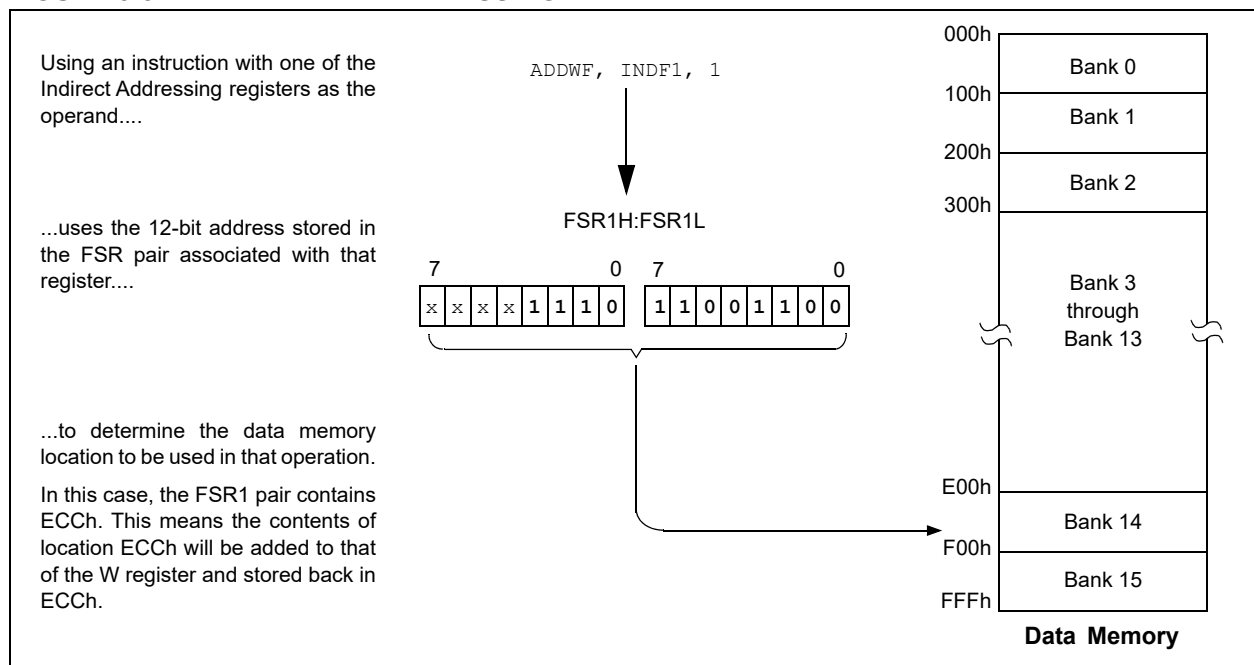 Using an instruction with one of the
Indirect Addressing registers as the
operand....
ADDWF, INDF1, 1
...uses the 12-bit address stored in
the FSR pair associated with that
register....
FSR1H:FSR1L
7 0 7 0
x x x x 1 1 1 0 1 1 0 0 1 1 0 0
...to determine the data memory
location to be used in that operation.
In this case, the FSR1 pair contains
ECCh. This means the contents of
location ECCh will be added to that
of the W register and stored back in
ECCh.
000h
Bank 0
100h
Bank 1
200h
Bank 2
300h
Bank 3
through
Bank 13
E00h
Bank 14
F00h
Bank 15
FFFh
Data Memory